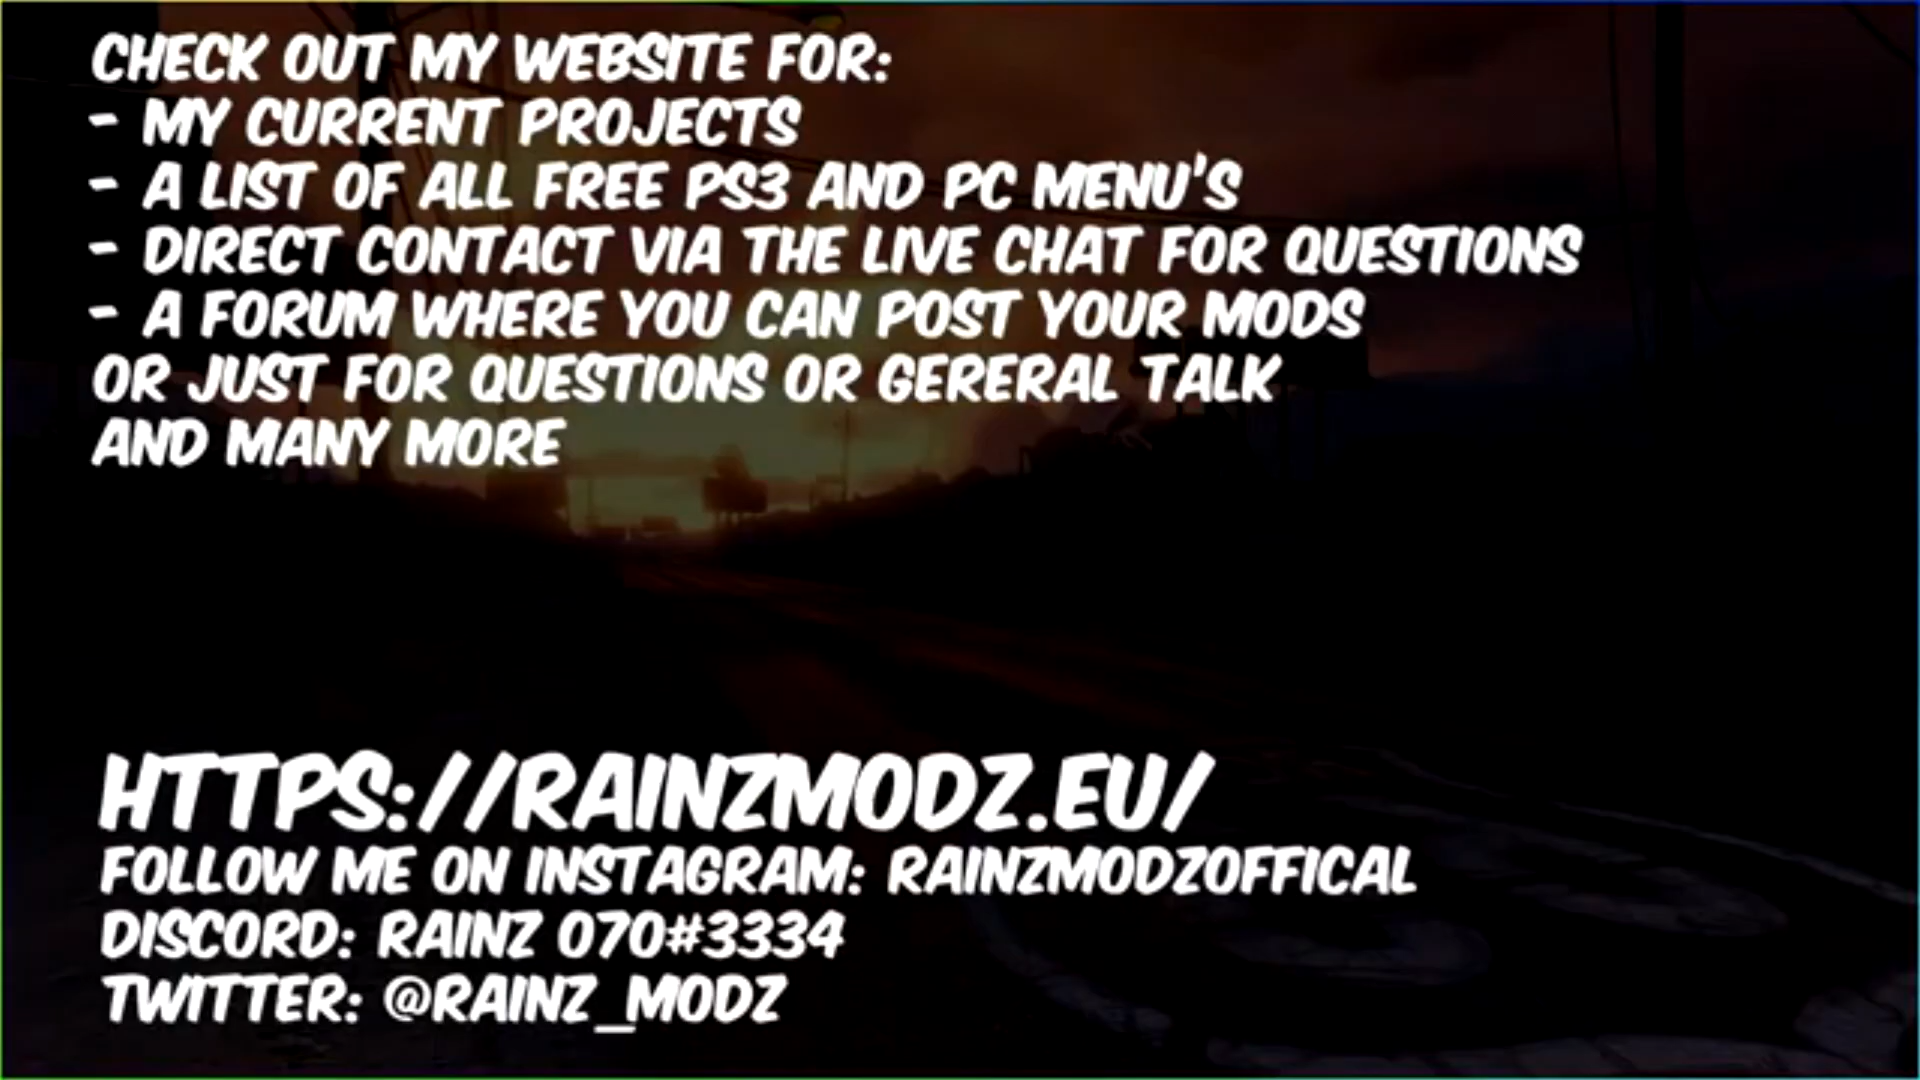 CHECK OUT MY WEBSITE FOR:
- MY CURRENT PROJECTS
- A LIST OF ALL FREE PS3 AND PC MENU'S
- DIRECT CONTACT VIA THE LIVE CHAT FOR QUESTIONS
- A FORUM WHERE YOU CAN POST YOUR MODS
OR JUST FOR QUESTIONS OR GERERAL TALK
AND MANY MORE
HTTPS://RAINZMODZ.EU/
FOLLOW ME ON INSTAGRAM: RAINZMODZOFFICAL
DISCORD: RAINZ 070#3334
TWITTER: @RAINZ_MODZ